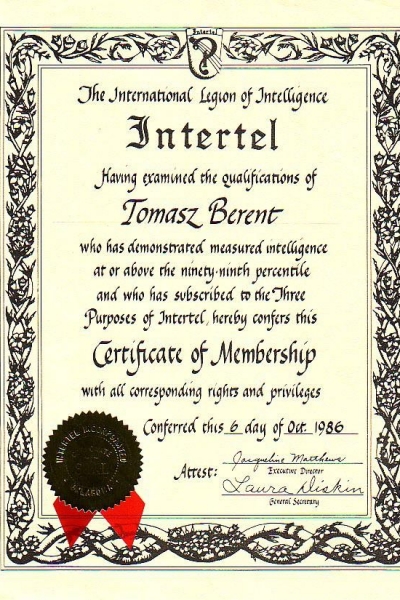 Intertel
The International Legion of Intelligence
Intertel
Having examined the qualifications of
Tomasz Berent
who has demonstrated measured intelligence
at or above the ninety-ninth percentile
and who has subscribed to the Three
Purposes of Intertel, hereby confers this
Certificate of Membership
with all corresponding rights and privileges
Conferred this 6 day of Oct. 1986
Attest: Jacqueline Matthews
Executive Director
Laura Diskin
General Secretary
INTERTEL INCORPORATED